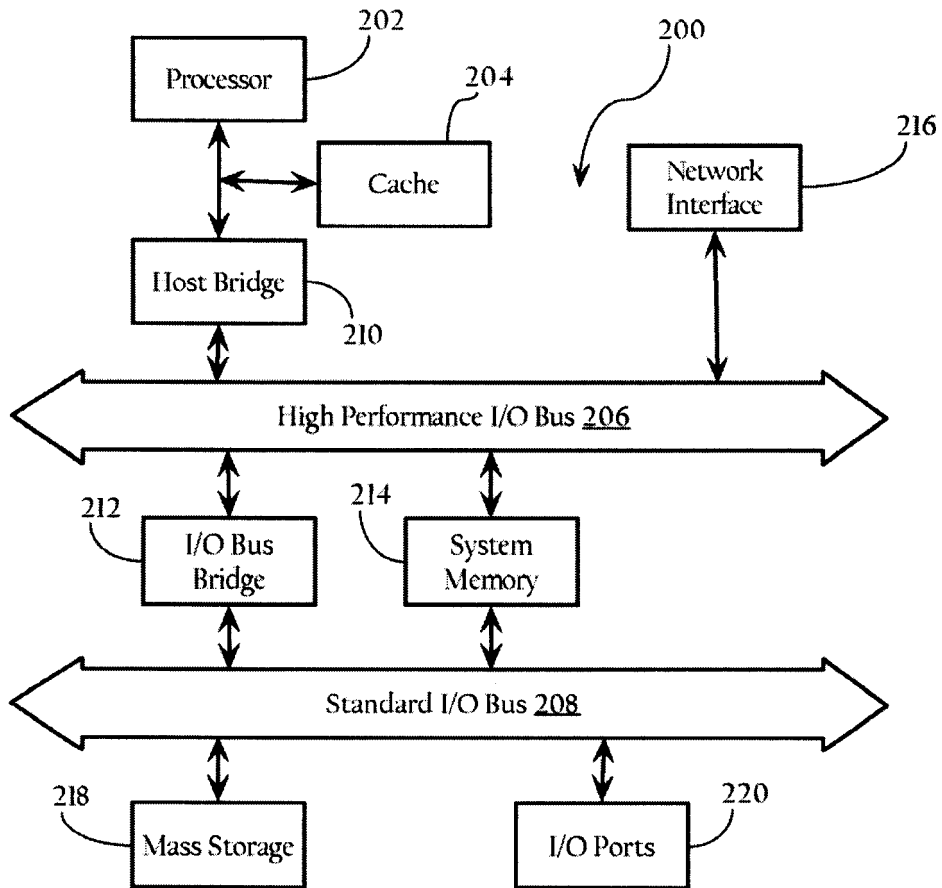 202
Processor
204
200
216
Cache
Network
Interface
Host Bridge
210
High Performance I/O Bus 206
212
214
I/O Bus
Bridge
System
Memory
Standard I/O Bus 208
218
220
Mass Storage
I/O Ports